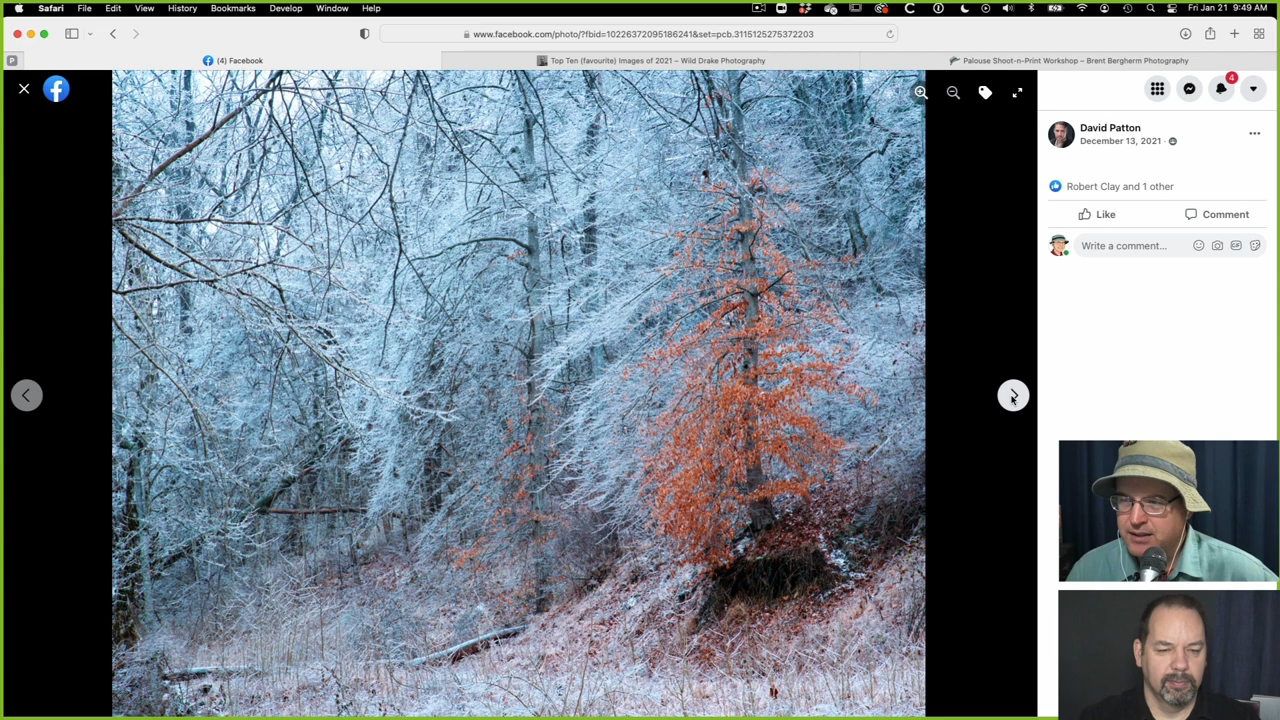 Safari File Edit View History Bookmarks Develop Window Help Fri Jan 21 9:49 AM
www.facebook.com/photo/?fbid=10226372095186241&set=pcb.3115125275372203
P (4) Facebook Top Ten (favourite) Images of 2021 – Wild Drake Photography Palouse Shoot-n-Print Workshop – Brent Bergherm Photography
4
David Patton
December 13, 2021 ·
Robert Clay and 1 other
Like Comment
Write a comment... GIF